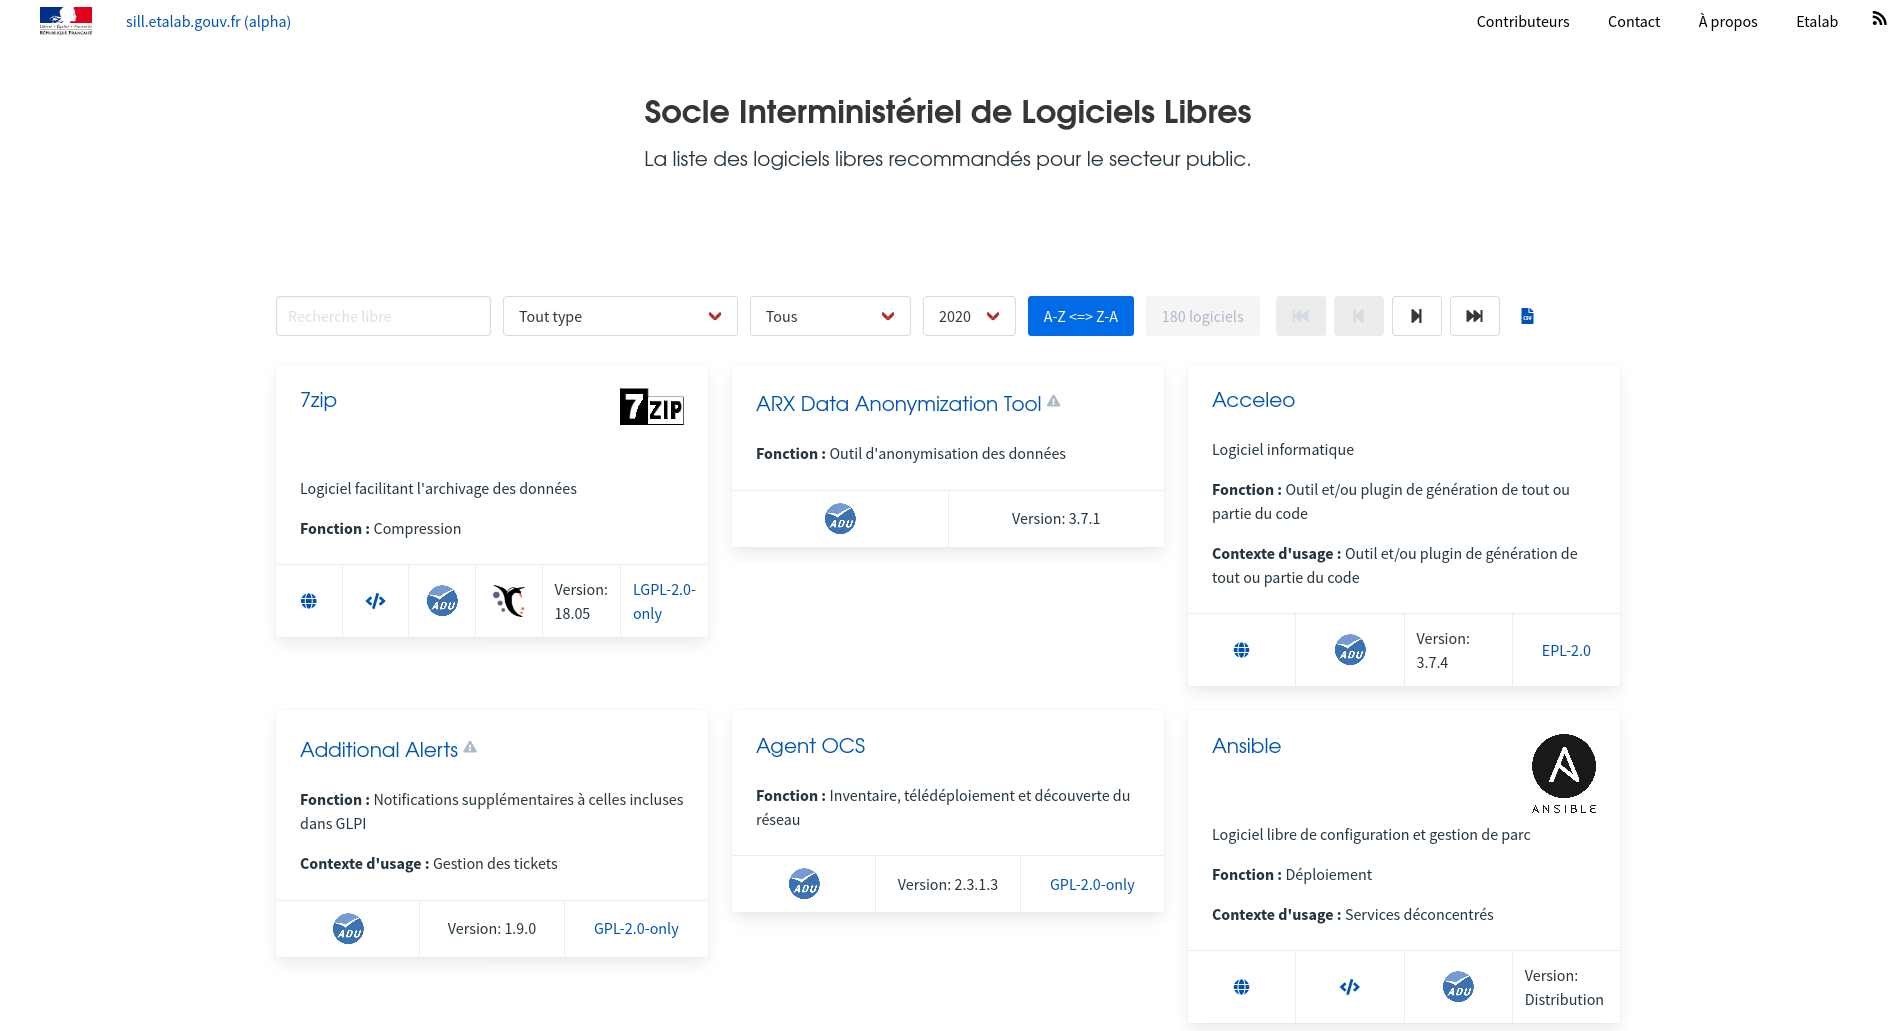 sill.etalab.gouv.fr (alpha)
Contributeurs
Contact
À propos
Etalab
Socle Interministériel de Logiciels Libres
La liste des logiciels libres recommandés pour le secteur public.
Recherche libre
Tout type
Tous
2020
A-Z <=> Z-A
180 logiciels
CSV
7zip
7ZIP
Logiciel facilitant l'archivage des données
Fonction : Compression
ADU
Version:
18.05
LGPL-2.0-
only
ARX Data Anonymization Tool
Fonction : Outil d'anonymisation des données
ADU
Version: 3.7.1
Acceleo
Logiciel informatique
Fonction : Outil et/ou plugin de génération de tout ou
partie du code
Contexte d'usage : Outil et/ou plugin de génération de
tout ou partie du code
ADU
Version:
3.7.4
EPL-2.0
Additional Alerts
Fonction : Notifications supplémentaires à celles incluses
dans GLPI
Contexte d'usage : Gestion des tickets
ADU
Version: 1.9.0
GPL-2.0-only
Agent OCS
Fonction : Inventaire, télédéploiement et découverte du
réseau
ADU
Version: 2.3.1.3
GPL-2.0-only
Ansible
ANSIBLE
Logiciel libre de configuration et gestion de parc
Fonction : Déploiement
Contexte d'usage : Services déconcentrés
ADU
Version:
Distribution